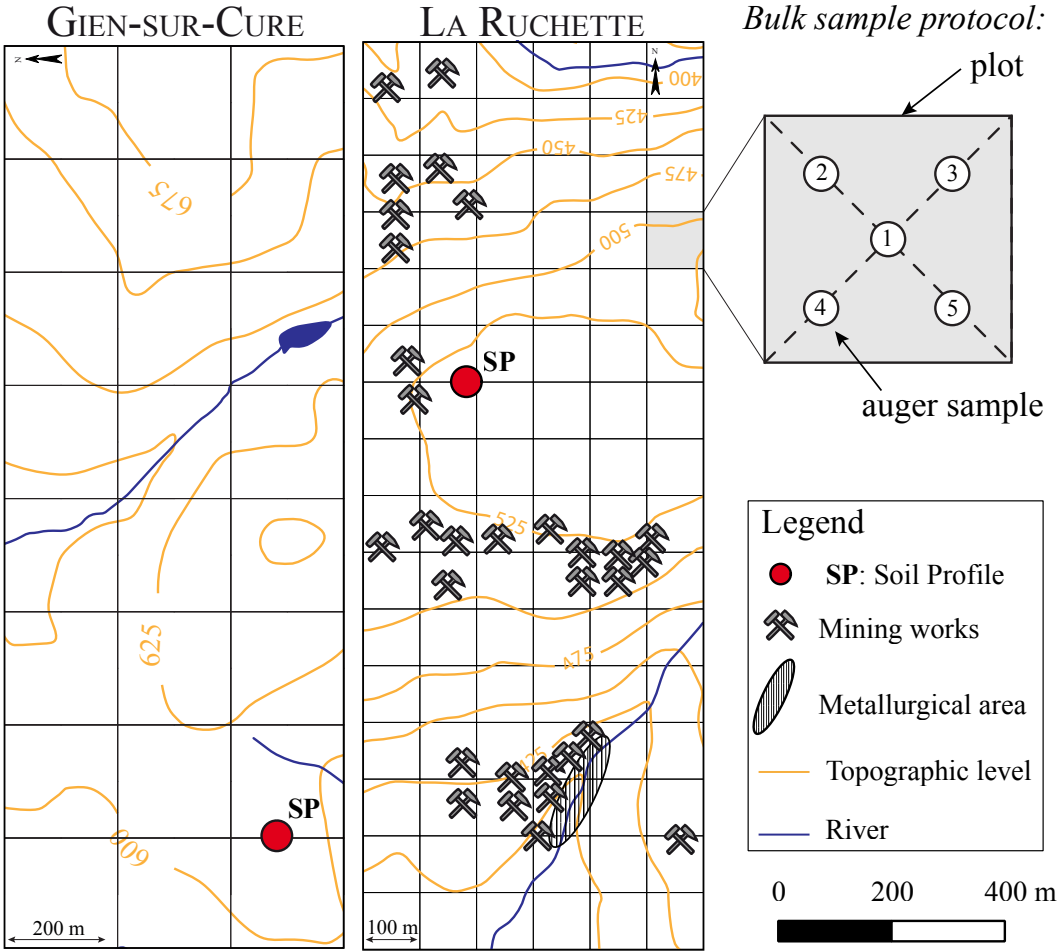 GIEN-SUR-CURE
LA RUCHETTE
Bulk sample protocol:
N
N
plot
400
425
450
475
500
675
2
3
1
4
5
SP
auger sample
525
Legend
SP: Soil Profile
Mining works
Metallurgical area
Topographic level
River
625
475
425
SP
600
0 200 400 m
200 m
100 m